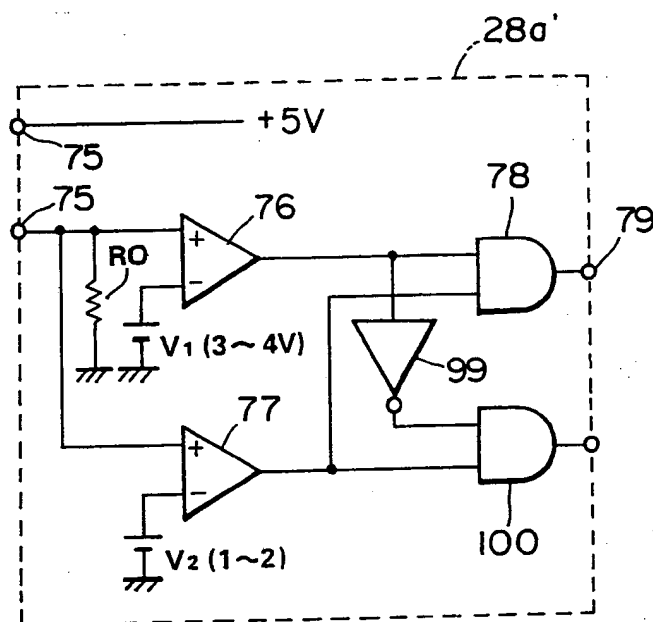 28a'
+5V
75
75
76
78
79
RO
+
-
V1 (3~4V)
99
77
+
-
V2 (1~2)
100